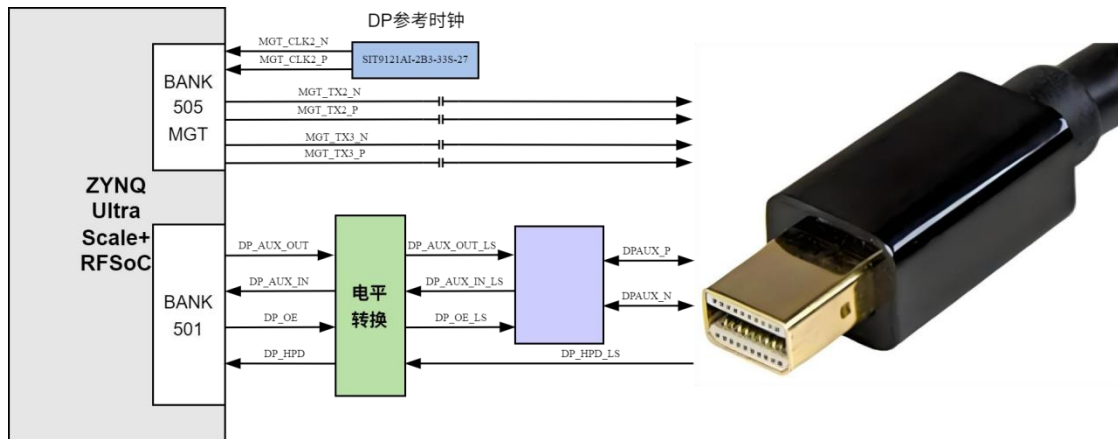 DP参考时钟
MGT_CLK2_N
SIT9121AI-2B3-33S-27
MGT_CLK2_P
BANK
505
MGT
MGT_TX2_N
MGT_TX2_P
MGT_TX3_N
MGT_TX3_P
ZYNQ
Ultra
Scale+
RFSoC
BANK
501
DP_AUX_OUT
DP_AUX_IN
DP_OE
DP_HPD
电平
转换
DP_AUX_OUT_LS
DP_AUX_IN_LS
DP_OE_LS
DP_HPD_LS
DPAUX_P
DPAUX_N